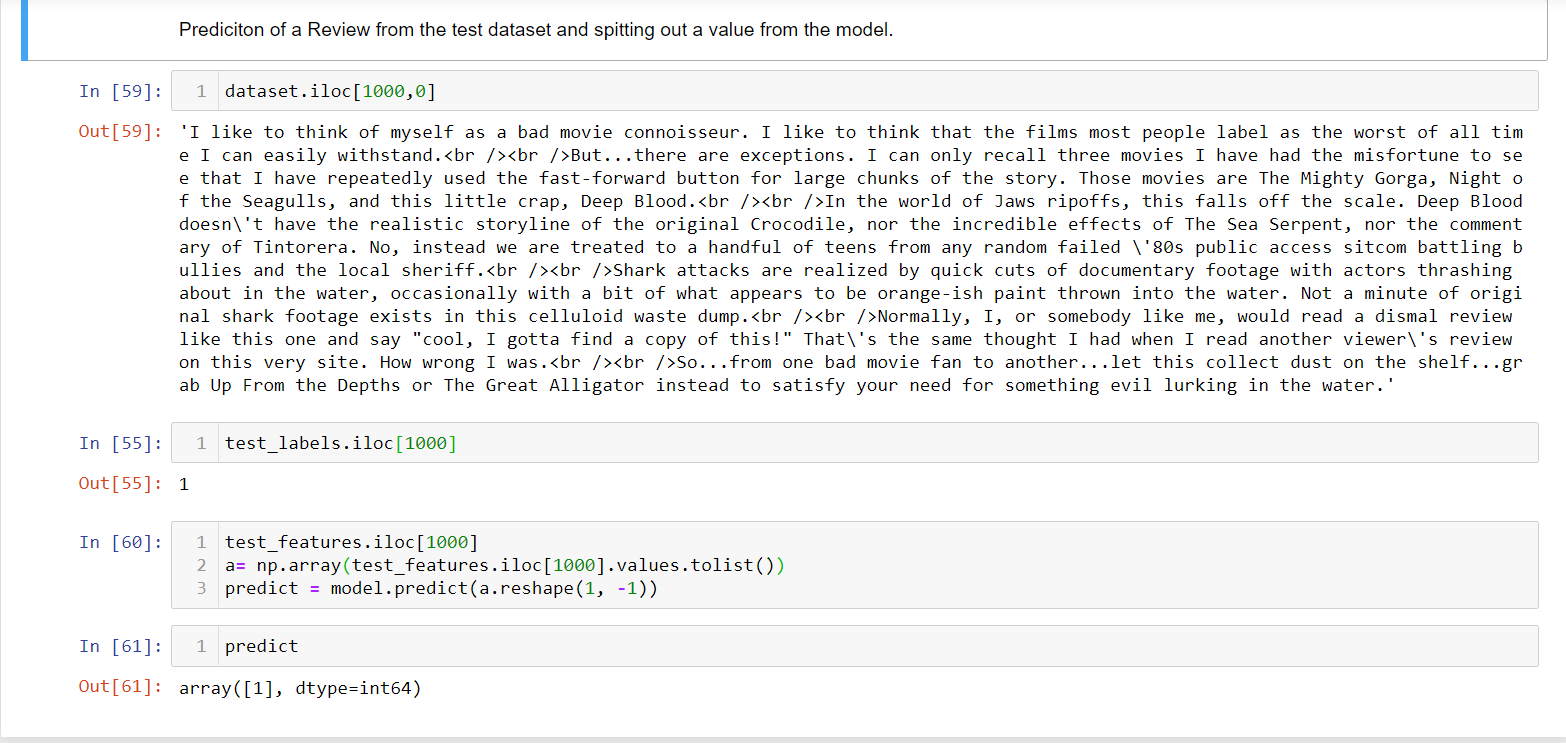 Prediciton of a Review from the test dataset and spitting out a value from the model.
In [59]: 1 dataset.iloc[1000,0]
Out[59]: 'I like to think of myself as a bad movie connoisseur. I like to think that the films most people label as the worst of all tim
e I can easily withstand.<br /><br />But...there are exceptions. I can only recall three movies I have had the misfortune to se
e that I have repeatedly used the fast-forward button for large chunks of the story. Those movies are The Mighty Gorga, Night o
f the Seagulls, and this little crap, Deep Blood.<br /><br />In the world of Jaws ripoffs, this falls off the scale. Deep Blood
doesn\'t have the realistic storyline of the original Crocodile, nor the incredible effects of The Sea Serpent, nor the comment
ary of Tintorera. No, instead we are treated to a handful of teens from any random failed \'80s public access sitcom battling b
ullies and the local sheriff.<br /><br />Shark attacks are realized by quick cuts of documentary footage with actors thrashing
about in the water, occasionally with a bit of what appears to be orange-ish paint thrown into the water. Not a minute of origi
nal shark footage exists in this celluloid waste dump.<br /><br />Normally, I, or somebody like me, would read a dismal review
like this one and say "cool, I gotta find a copy of this!" That\'s the same thought I had when I read another viewer\'s review
on this very site. How wrong I was.<br /><br />So...from one bad movie fan to another...let this collect dust on the shelf...gr
ab Up From the Depths or The Great Alligator instead to satisfy your need for something evil lurking in the water.'
In [55]: 1 test_labels.iloc[1000]
Out[55]: 1
In [60]: 1 test_features.iloc[1000]
2 a= np.array(test_features.iloc[1000].values.tolist())
3 predict = model.predict(a.reshape(1, -1))
In [61]: 1 predict
Out[61]: array([1], dtype=int64)